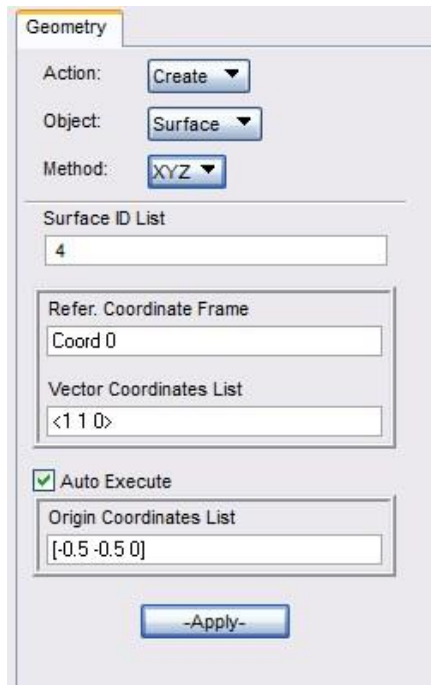 Geometry
Action: Create
Object: Surface
Method: XYZ
Surface ID List
4
Refer. Coordinate Frame
Coord 0
Vector Coordinates List
<1 1 0>
Auto Execute
Origin Coordinates List
[-0.5 -0.5 0]
-Apply-